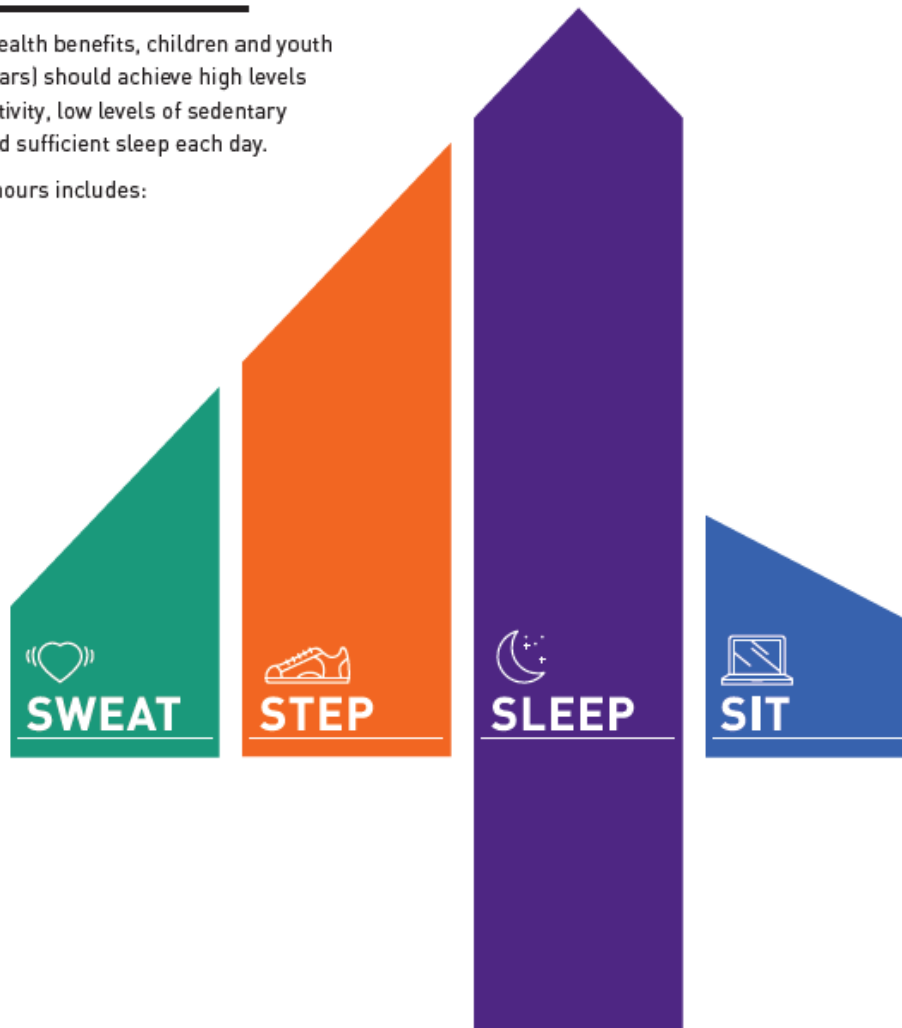 ealth benefits, children and youth
ars) should achieve high levels
tivity, low levels of sedentary
d sufficient sleep each day.
hours includes:
SWEAT
STEP
SLEEP
SIT